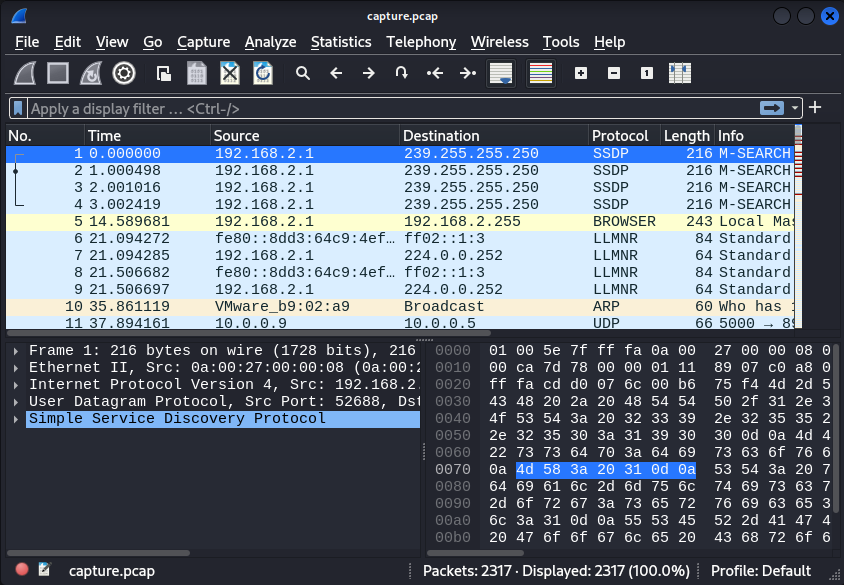 capture.pcap
File Edit View Go Capture Analyze Statistics Telephony Wireless Tools Help
Apply a display filter … <Ctrl-/>
No. Time Source Destination Protocol Length Info
1 0.000000 192.168.2.1 239.255.255.250 SSDP 216 M-SEARCH
2 1.000498 192.168.2.1 239.255.255.250 SSDP 216 M-SEARCH
3 2.001016 192.168.2.1 239.255.255.250 SSDP 216 M-SEARCH
4 3.002419 192.168.2.1 239.255.255.250 SSDP 216 M-SEARCH
5 14.589681 192.168.2.1 192.168.2.255 BROWSER 243 Local Mas
6 21.094272 fe80::8dd3:64c9:4ef… ff02::1:3 LLMNR 84 Standard
7 21.094285 192.168.2.1 224.0.0.252 LLMNR 64 Standard
8 21.506682 fe80::8dd3:64c9:4ef… ff02::1:3 LLMNR 84 Standard
9 21.506697 192.168.2.1 224.0.0.252 LLMNR 64 Standard
10 35.861119 VMware_b9:02:a9 Broadcast ARP 60 Who has
11 37.894161 10.0.0.9 10.0.0.5 UDP 66 5000 → 89
Frame 1: 216 bytes on wire (1728 bits), 216
Ethernet II, Src: 0a:00:27:00:00:08 (0a:00:2
Internet Protocol Version 4, Src: 192.168.2.
User Datagram Protocol, Src Port: 52688, Dst
Simple Service Discovery Protocol
0000 01 00 5e 7f ff fa 0a 00 27 00 00 08 0
0010 00 ca 7d 78 00 00 01 11 89 07 c0 a8 0
0020 ff fa cd d0 07 6c 00 b6 75 f4 4d 2d 5
0030 43 48 20 2a 20 48 54 54 50 2f 31 2e 3
0040 4f 53 54 3a 20 32 33 39 2e 32 35 35 2
0050 2e 32 35 30 3a 31 39 30 30 0d 0a 4d 4
0060 22 73 73 64 70 3a 64 69 73 63 6f 76 6
0070 0a 4d 58 3a 20 31 0d 0a 53 54 3a 20 7
0080 64 69 61 6c 2d 6d 75 6c 74 69 73 63 7
0090 2d 6f 72 67 3a 73 65 72 76 69 63 65 3
00a0 6c 3a 31 0d 0a 55 53 45 52 2d 41 47 4
00b0 20 47 6f 6f 67 6c 65 20 43 68 72 6f 6
capture.pcap
Packets: 2317 · Displayed: 2317 (100.0%)
Profile: Default